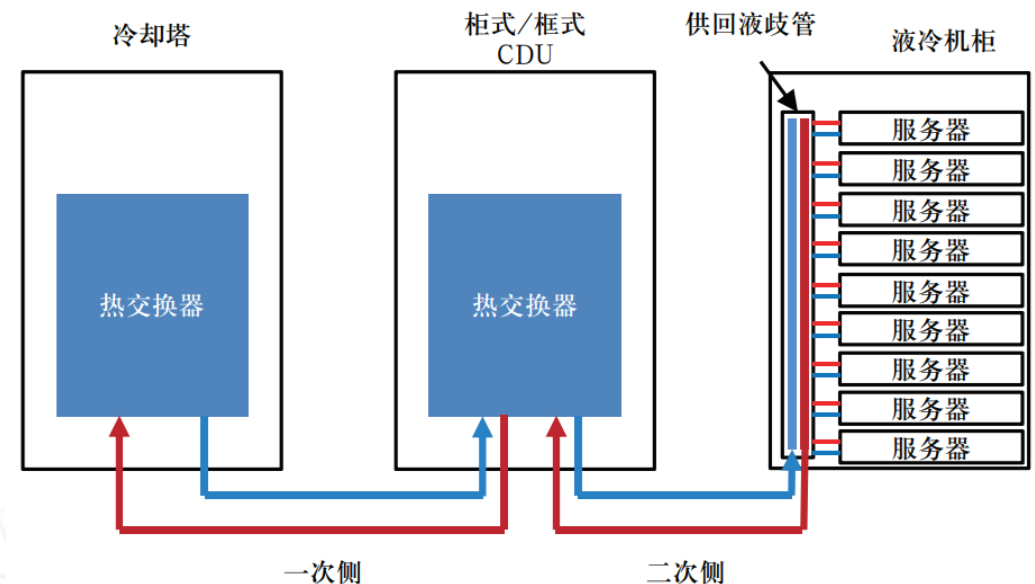 冷却塔
柜式/框式
CDU
供回液歧管
液冷机柜
服务器
服务器
服务器
服务器
服务器
服务器
服务器
服务器
服务器
热交换器
热交换器
一次侧
二次侧